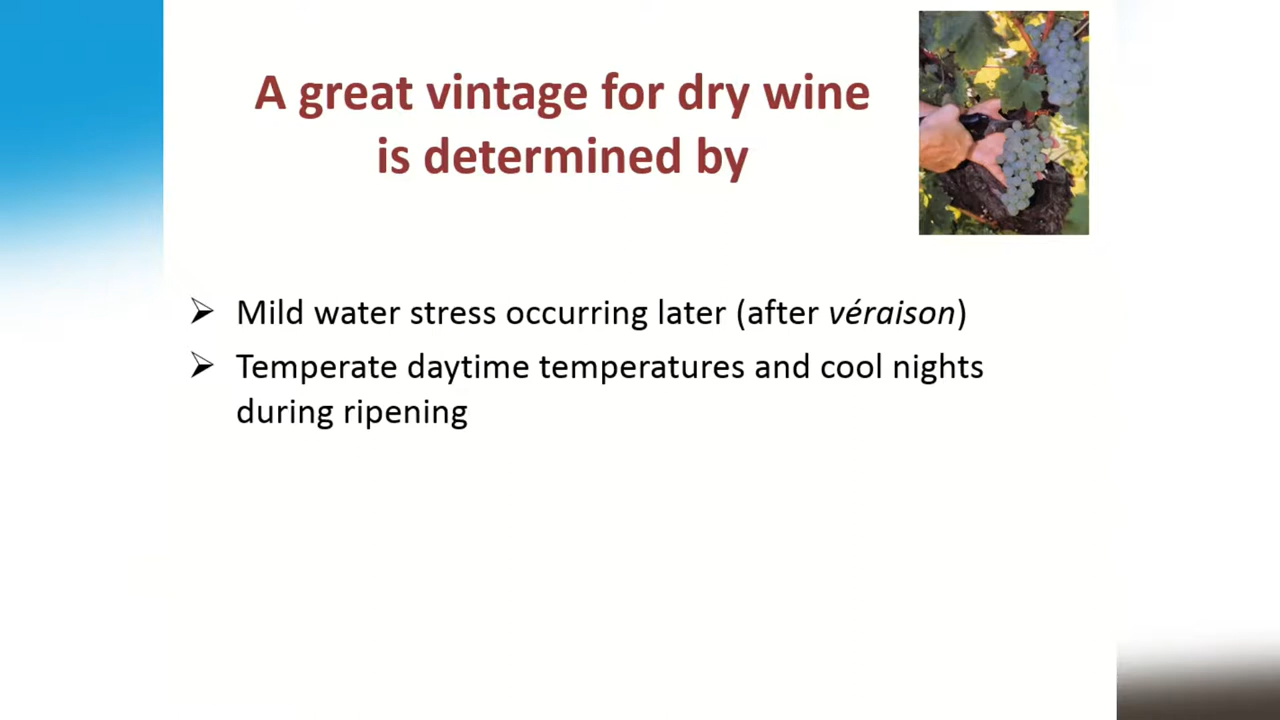 A great vintage for dry wine
is determined by
➢ Mild water stress occurring later (after véraison)
➢ Temperate daytime temperatures and cool nights
during ripening